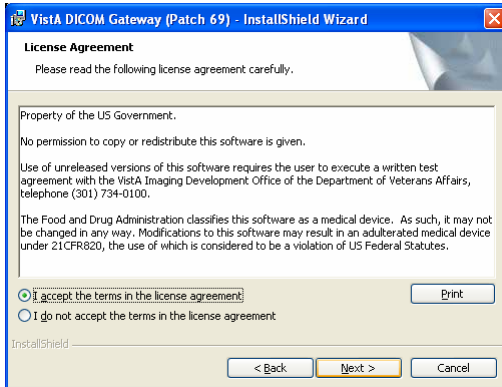 VistA DICOM Gateway (Patch 69) - InstallShield Wizard
License Agreement
Please read the following license agreement carefully.
Property of the US Government.
No permission to copy or redistribute this software is given.
Use of unreleased versions of this software requires the user to execute a written test
agreement with the VistA Imaging Development Office of the Department of Veterans Affairs,
telephone (301) 734-0100.
The Food and Drug Administration classifies this software as a medical device.  As such, it may not
be changed in any way. Modifications to this software may result in an adulterated medical device
under 21CFR820, the use of which is considered to be a violation of US Federal Statutes.
I accept the terms in the license agreement
Print
I do not accept the terms in the license agreement
InstallShield
< Back
Next >
Cancel